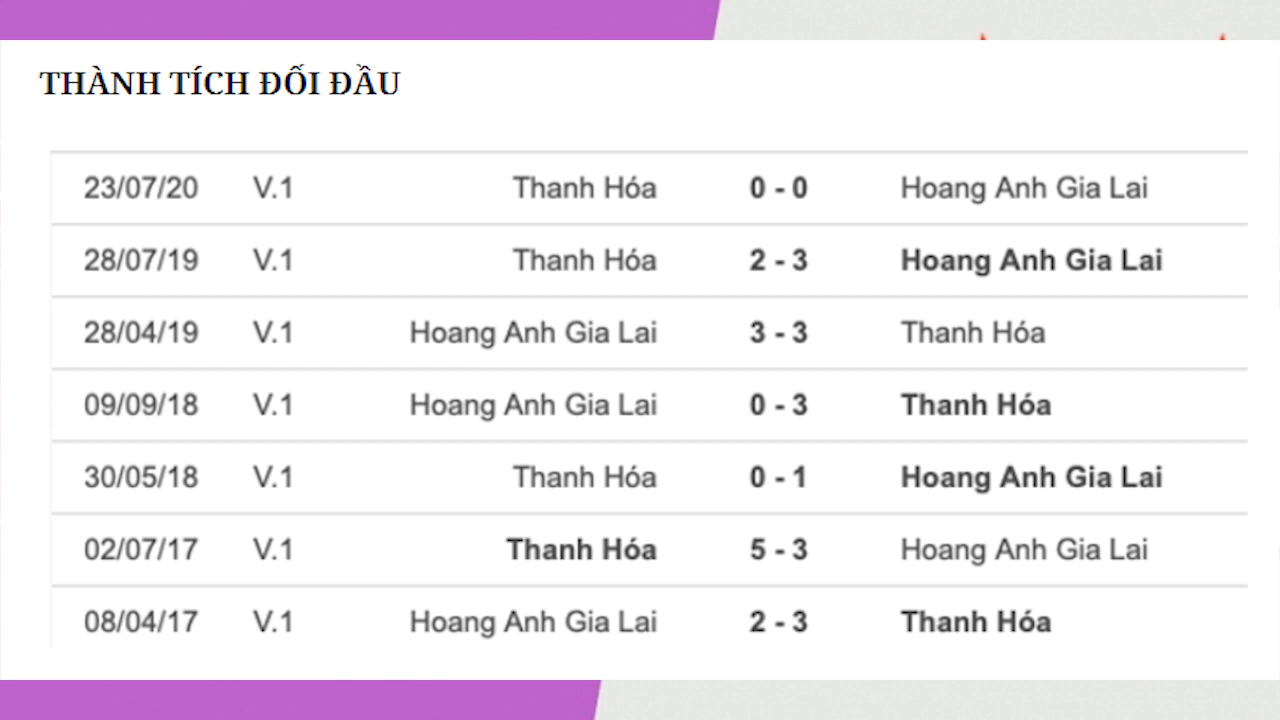 THÀNH TÍCH ĐỐI ĐẦU
23/07/20 V.1 Thanh Hóa 0 - 0 Hoang Anh Gia Lai
28/07/19 V.1 Thanh Hóa 2 - 3 Hoang Anh Gia Lai
28/04/19 V.1 Hoang Anh Gia Lai 3 - 3 Thanh Hóa
09/09/18 V.1 Hoang Anh Gia Lai 0 - 3 Thanh Hóa
30/05/18 V.1 Thanh Hóa 0 - 1 Hoang Anh Gia Lai
02/07/17 V.1 Thanh Hóa 5 - 3 Hoang Anh Gia Lai
08/04/17 V.1 Hoang Anh Gia Lai 2 - 3 Thanh Hóa